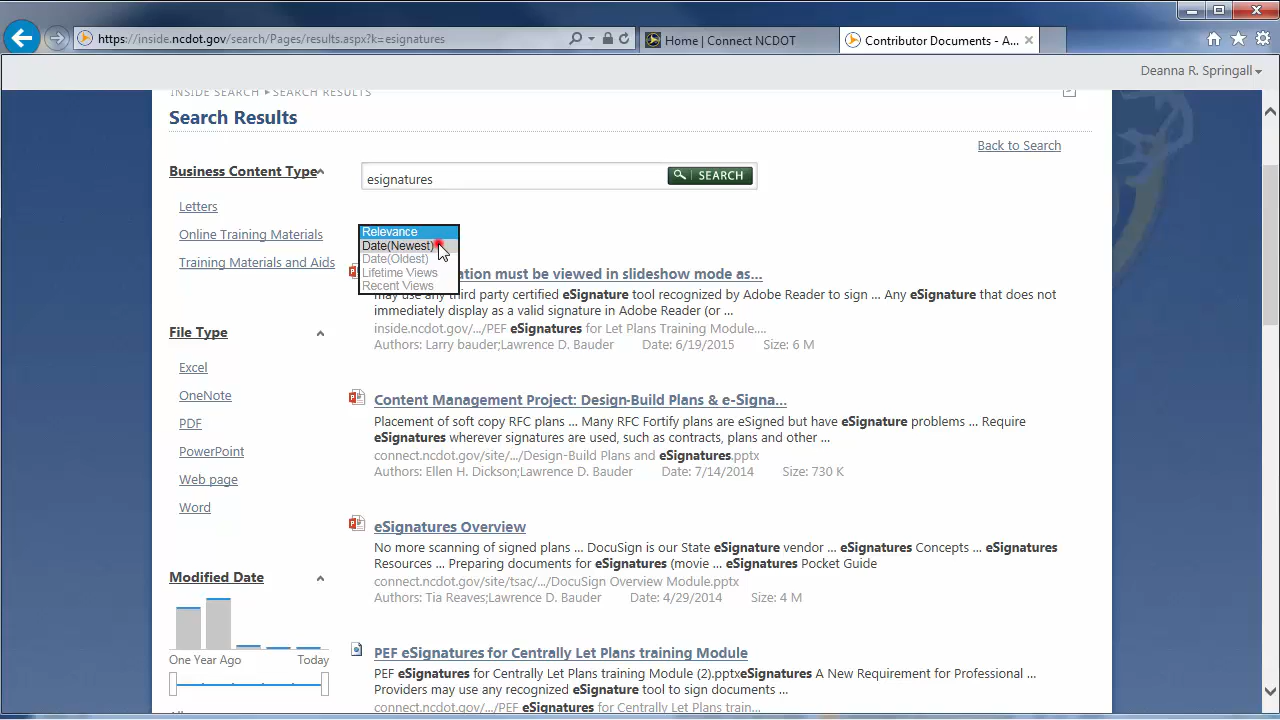 https://inside.ncdot.gov/search/Pages/results.aspx?k=esignatures
Home | Connect NCDOT
Contributor Documents - A...
Deanna R. Springall
INSIDE SEARCH ▸ SEARCH RESULTS
Search Results
Back to Search
Business Content Type
esignatures
SEARCH
Letters
Online Training Materials
Training Materials and Aids
Relevance
Date(Newest)
Date(Oldest)
Lifetime Views
Recent Views
ation must be viewed in slideshow mode as...
may use any third party certified eSignature tool recognized by Adobe Reader to sign ... Any eSignature that does not
immediately display as a valid signature in Adobe Reader (or ...
inside.ncdot.gov/.../PEF eSignatures for Let Plans Training Module....
Authors: Larry bauder;Lawrence D. Bauder Date: 6/19/2015 Size: 6 M
File Type
Excel
OneNote
PDF
PowerPoint
Web page
Word
Content Management Project: Design-Build Plans & e-Signa...
Placement of soft copy RFC plans ... Many RFC Fortify plans are eSigned but have eSignature problems ... Require
eSignatures wherever signatures are used, such as contracts, plans and other ...
connect.ncdot.gov/site/.../Design-Build Plans and eSignatures.pptx
Authors: Ellen H. Dickson;Lawrence D. Bauder Date: 7/14/2014 Size: 730 K
eSignatures Overview
No more scanning of signed plans ... DocuSign is our State eSignature vendor ... eSignatures Concepts ... eSignatures
Resources ... Preparing documents for eSignatures (movie ... eSignatures Pocket Guide
connect.ncdot.gov/site/tsac/.../DocuSign Overview Module.pptx
Authors: Tia Reaves;Lawrence D. Bauder Date: 4/29/2014 Size: 4 M
Modified Date
One Year Ago Today
PEF eSignatures for Centrally Let Plans training Module
PEF eSignatures for Centrally Let Plans training Module (2).pptxeSignatures A New Requirement for Professional ...
Providers may use any recognized eSignature tool to sign documents ...
connect.ncdot.gov/site/.../PEF eSignatures for Centrally Let Plans train...